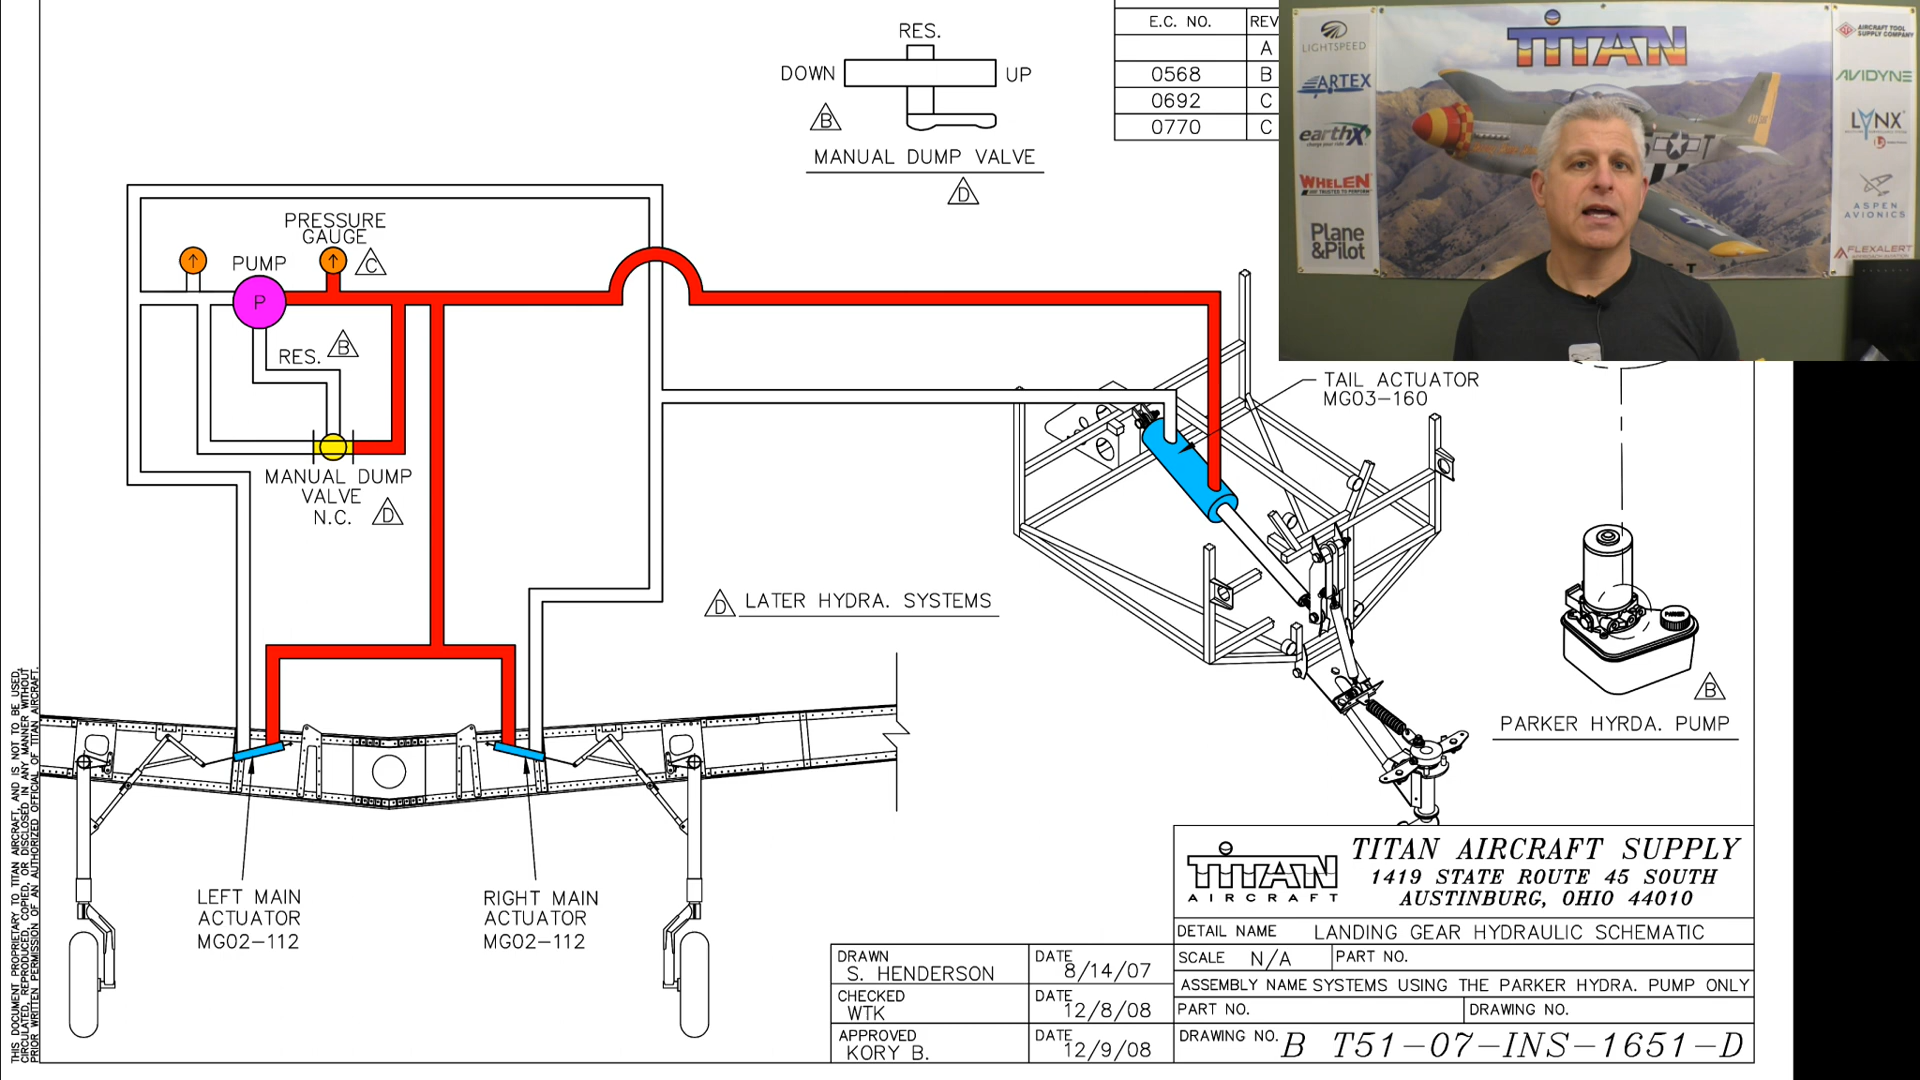 RES.
DOWN
UP
B
MANUAL DUMP VALVE
D
E.C. NO.
REV
A
0568
B
0692
C
0770
C
LIGHTSPEED
ARTEX
earthX
WHELEN
Plane
&Pilot
TiTAN
AIRCRAFT TOOL
SUPPLY COMPANY
AVIDYNE
LYNX
ASPEN
AVIONICS
FLEXALERT
T
PRESSURE
GAUGE
C
PUMP
P
RES.
B
MANUAL DUMP
VALVE
N.C.
D
TAIL ACTUATOR
MG03-160
D
LATER HYDRA. SYSTEMS
PARKER
B
PARKER HYRDA. PUMP
LEFT MAIN
ACTUATOR
MG02-112
RIGHT MAIN
ACTUATOR
MG02-112
THIS DOCUMENT PROPRIETARY TO TITAN AIRCRAFT, AND IS NOT TO BE USED,
CIRCULATED, REPRODUCED, COPIED, OR DISCLOSED IN ANY MANNER WITHOUT
PRIOR WRITTEN PERMISSION OF AN AUTHORIZED OFFICIAL OF TITAN AIRCRAFT.
TiTAN
AIRCRAFT
TITAN AIRCRAFT SUPPLY
1419 STATE ROUTE 45 SOUTH
AUSTINBURG, OHIO 44010
DETAIL NAME LANDING GEAR HYDRAULIC SCHEMATIC
SCALE N/A PART NO.
ASSEMBLY NAME SYSTEMS USING THE PARKER HYDRA. PUMP ONLY
PART NO. DRAWING NO.
DRAWING NO. B T51-07-INS-1651-D
DRAWN
S. HENDERSON
DATE
8/14/07
CHECKED
WTK
DATE
12/8/08
APPROVED
KORY B.
DATE
12/9/08